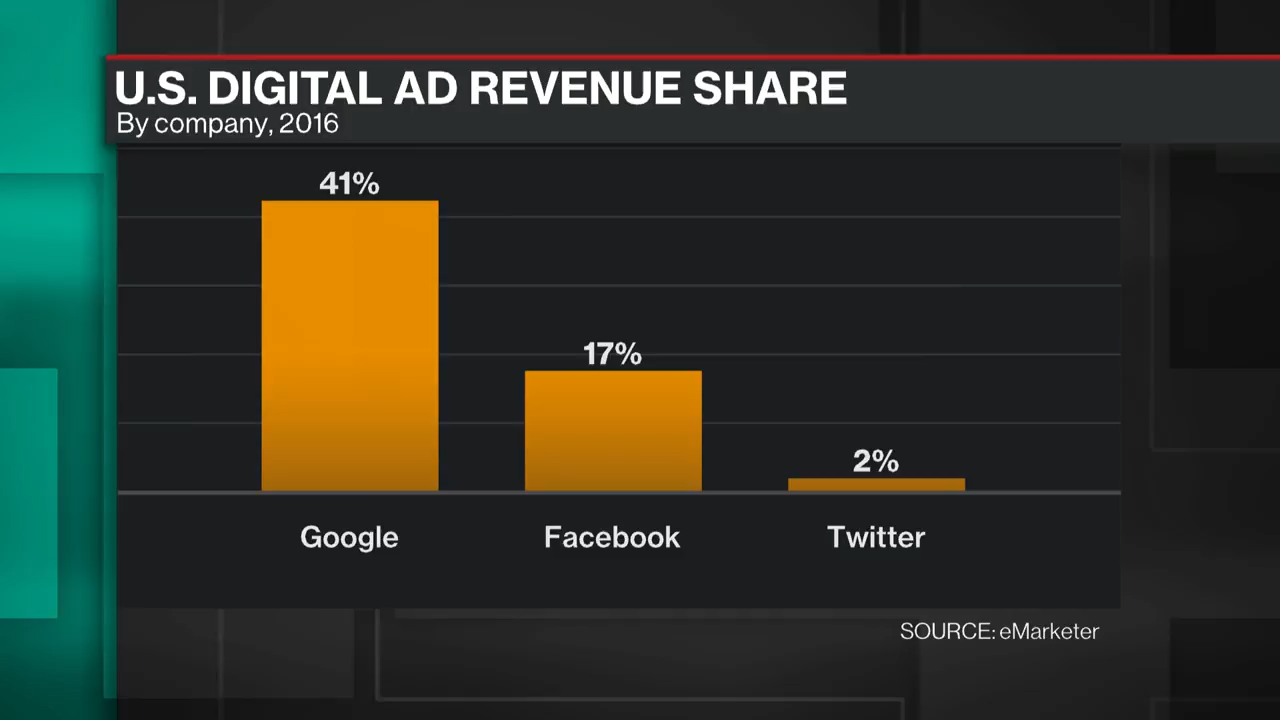 U.S. DIGITAL AD REVENUE SHARE
By company, 2016
41%
17%
2%
Google Facebook Twitter
SOURCE: eMarketer